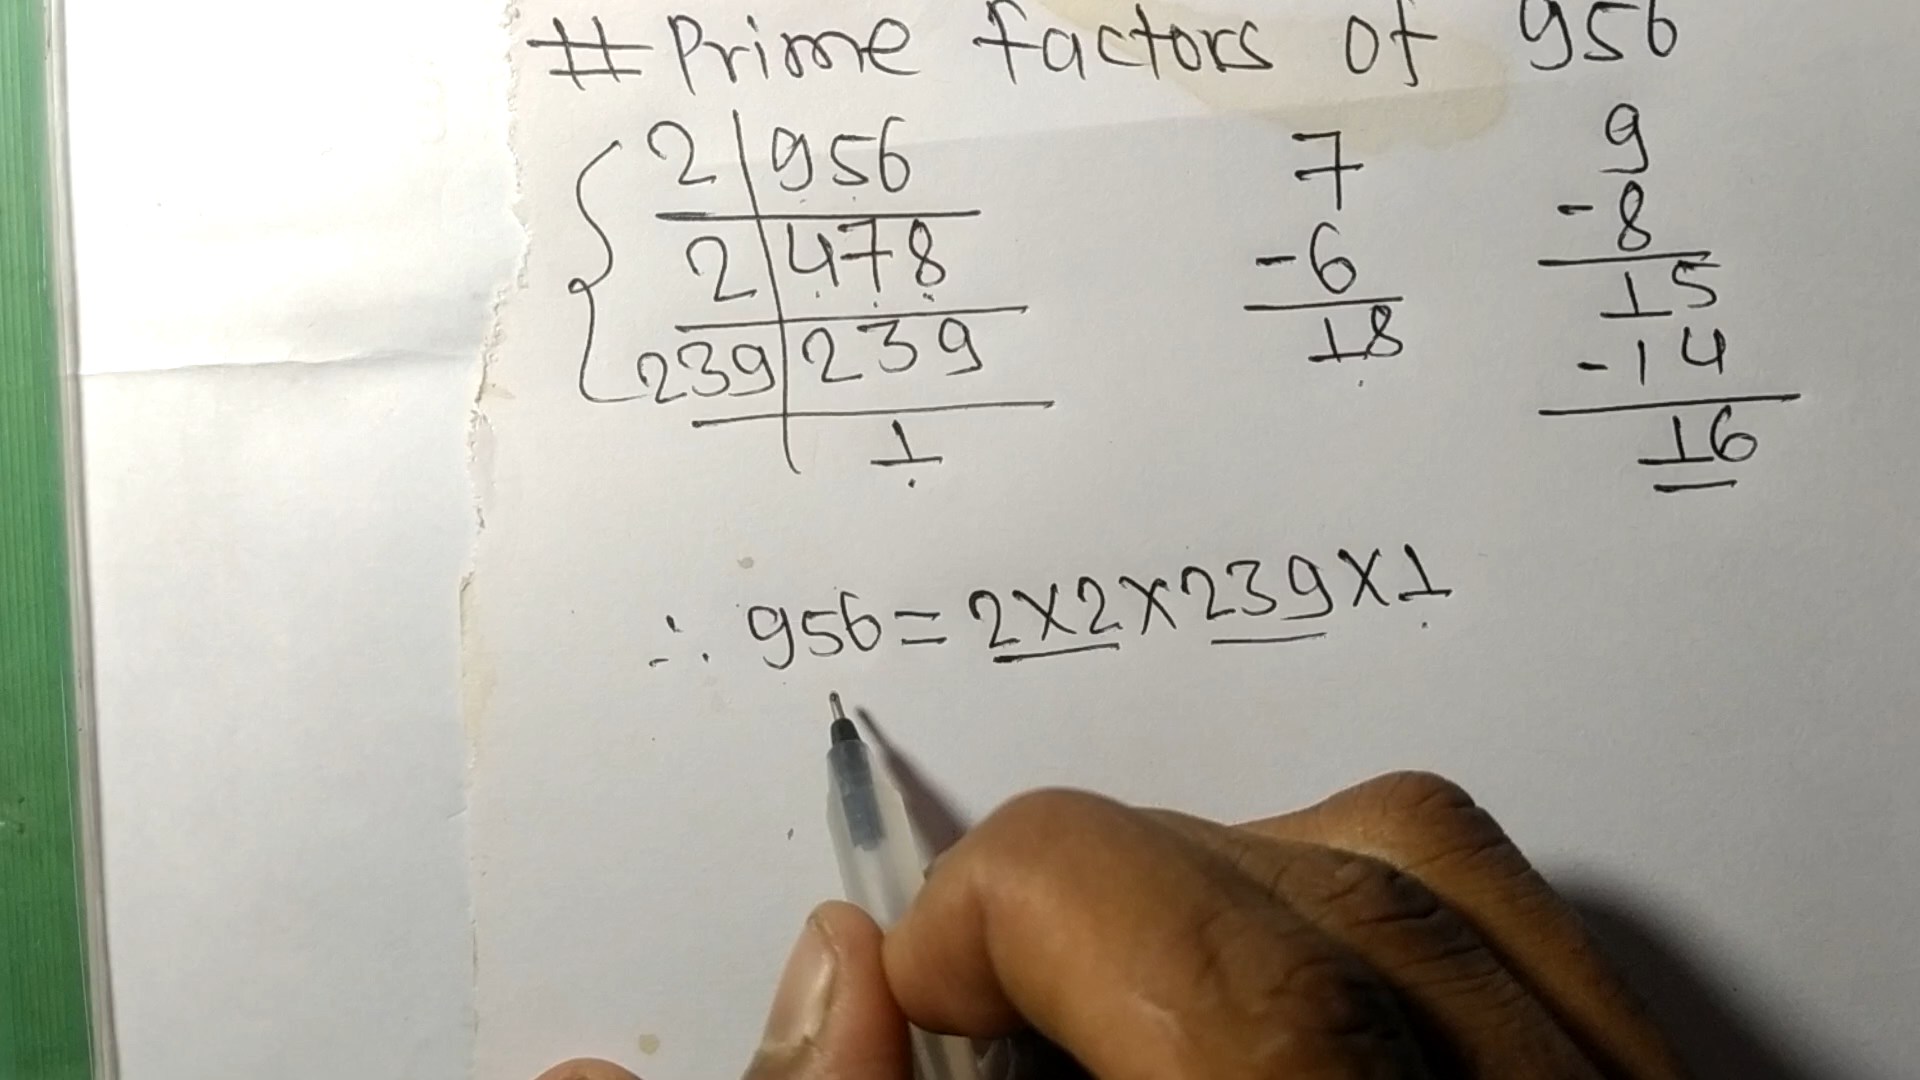 # Prime factors of 956
2 | 956
2 | 478
239 | 239
1
7
-6
18
9
-8
15
-14
16
∴ 956 = 2×2×239×1